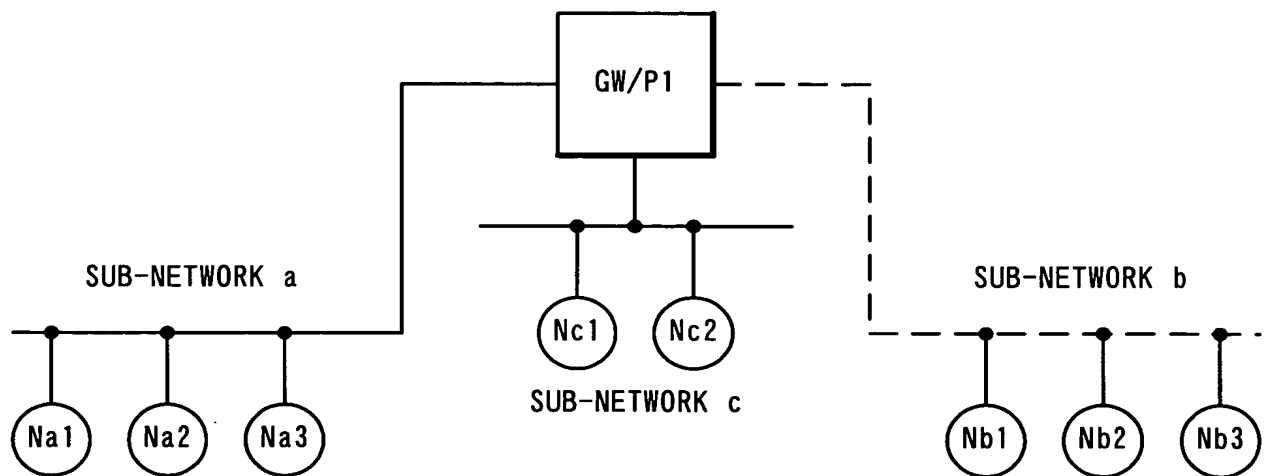 GW/P1
SUB-NETWORK a
SUB-NETWORK b
Nc1
Nc2
SUB-NETWORK c
Na1
Na2
Na3
Nb1
Nb2
Nb3